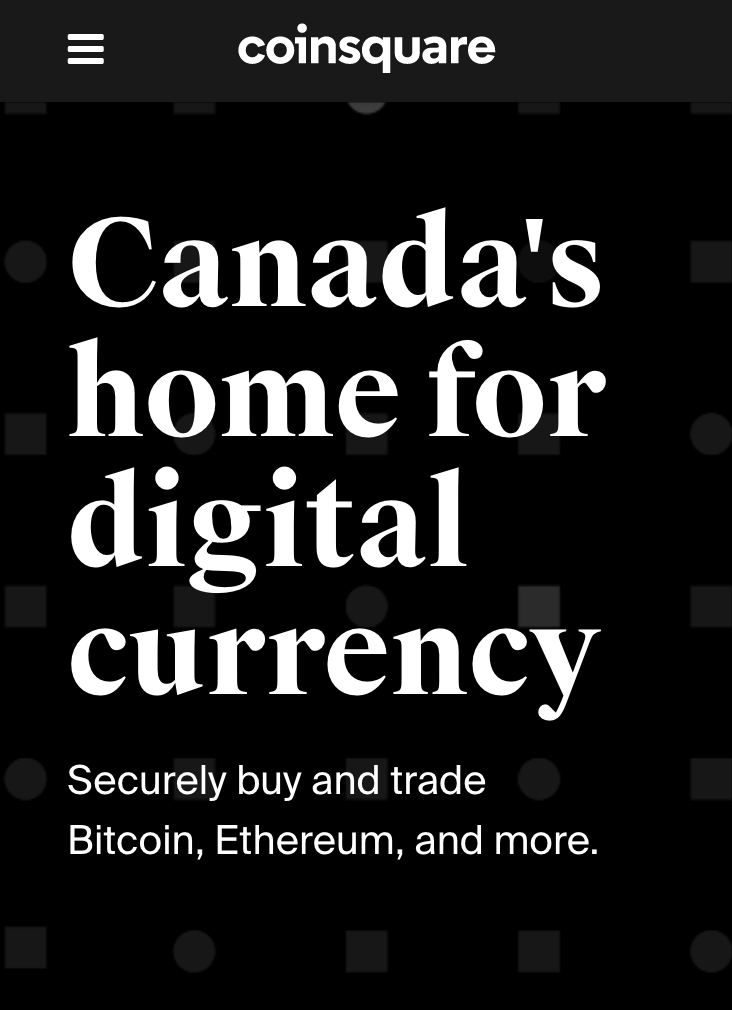 coinsquare
Canada's
home for
digital
currency
Securely buy and trade
Bitcoin, Ethereum, and more.